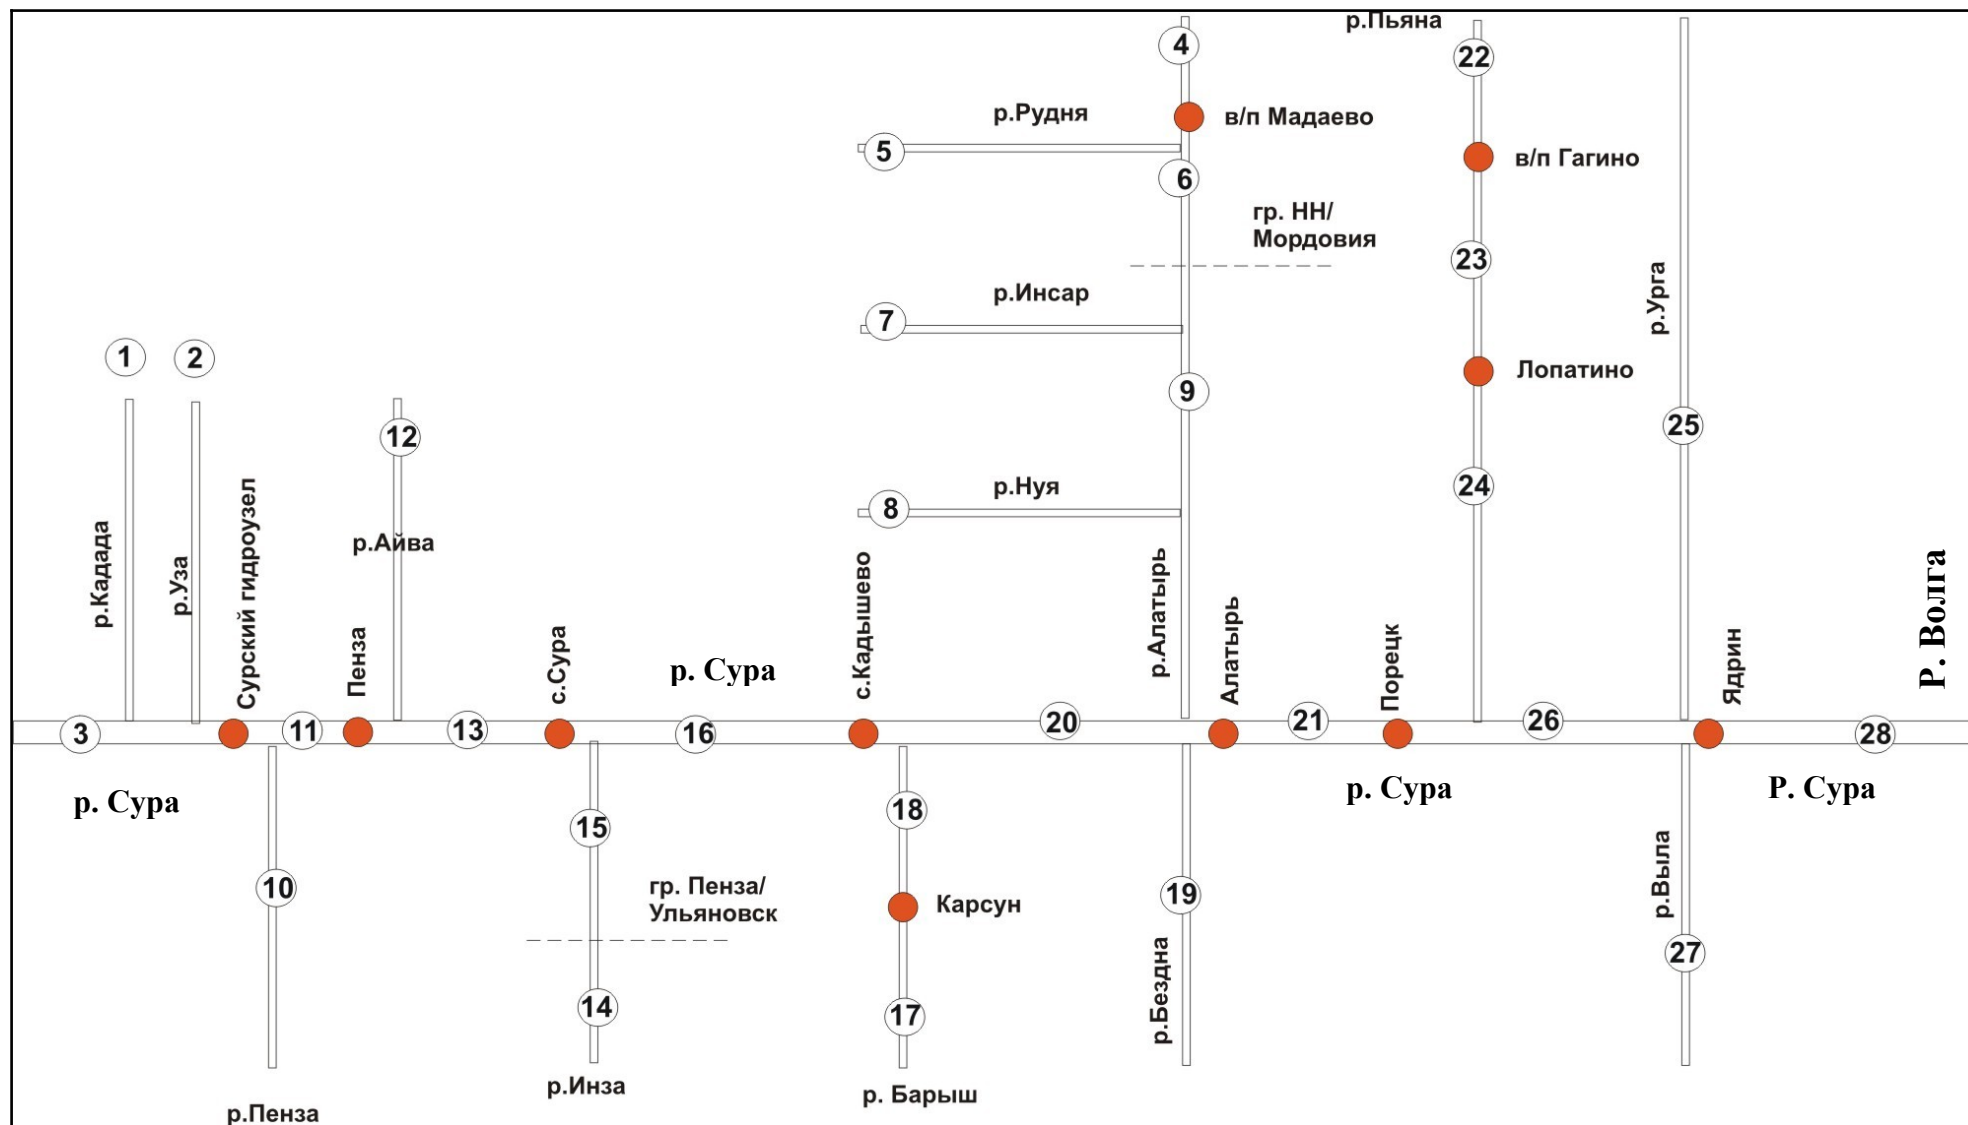 р.Пьяна
4
22
р.Рудня
в/п Мадаево
5
в/п Гагино
6
гр. НН/
Мордовия
23
р.Инсар
р.Урга
7
1
2
Лопатино
9
25
12
р.Нуя
24
8
р.Кадада
р.Уза
Сурский гидроузел
р.Айва
Пенза
с.Сура
р. Сура
с.Кадышево
р.Алатырь
Алатырь
Порецк
Ядрин
Р. Волга
3
11
13
16
20
21
26
28
р. Сура
р. Сура
Р. Сура
15
18
10
гр. Пенза/
Ульяновск
Карсун
19
р.Выла
27
14
17
р.Бездна
р.Инза
р. Барыш
р.Пенза